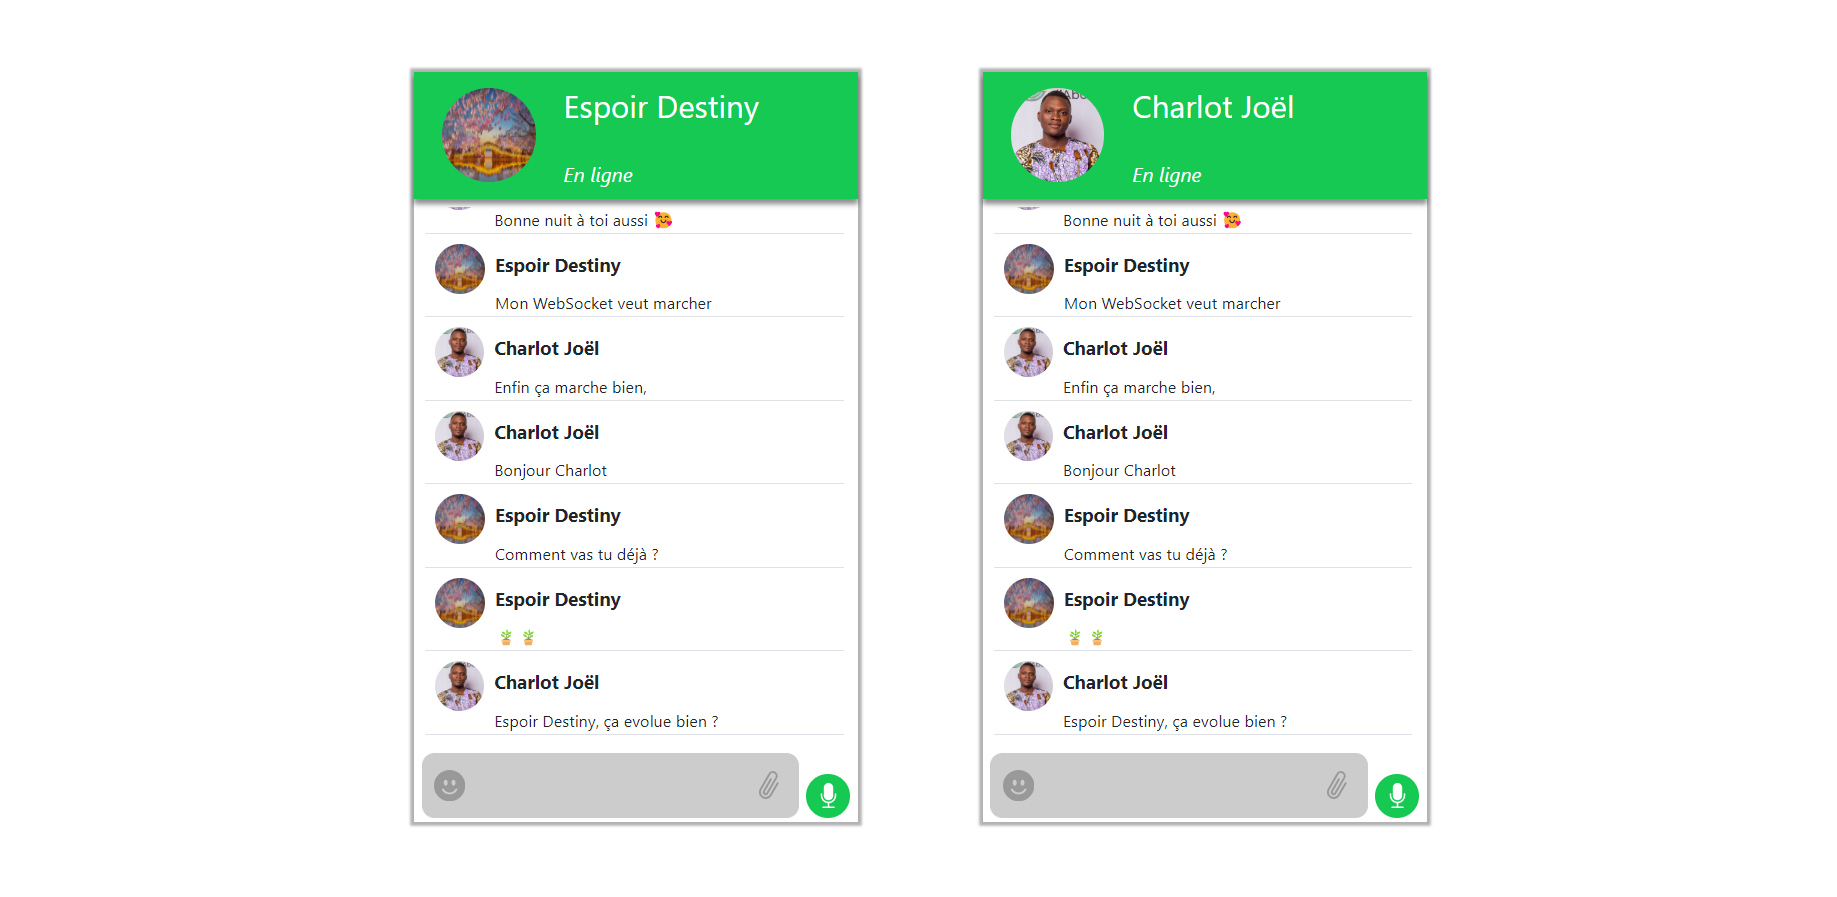 Espoir Destiny
En ligne
Bonne nuit à toi aussi 🥰
Espoir Destiny
Mon WebSocket veut marcher
Charlot Joël
Enfin ça marche bien,
Charlot Joël
Bonjour Charlot
Espoir Destiny
Comment vas tu déjà ?
Espoir Destiny
🪴 🪴
Charlot Joël
Espoir Destiny, ça evolue bien ?
Charlot Joël
En ligne
Bonne nuit à toi aussi 🥰
Espoir Destiny
Mon WebSocket veut marcher
Charlot Joël
Enfin ça marche bien,
Charlot Joël
Bonjour Charlot
Espoir Destiny
Comment vas tu déjà ?
Espoir Destiny
🪴 🪴
Charlot Joël
Espoir Destiny, ça evolue bien ?